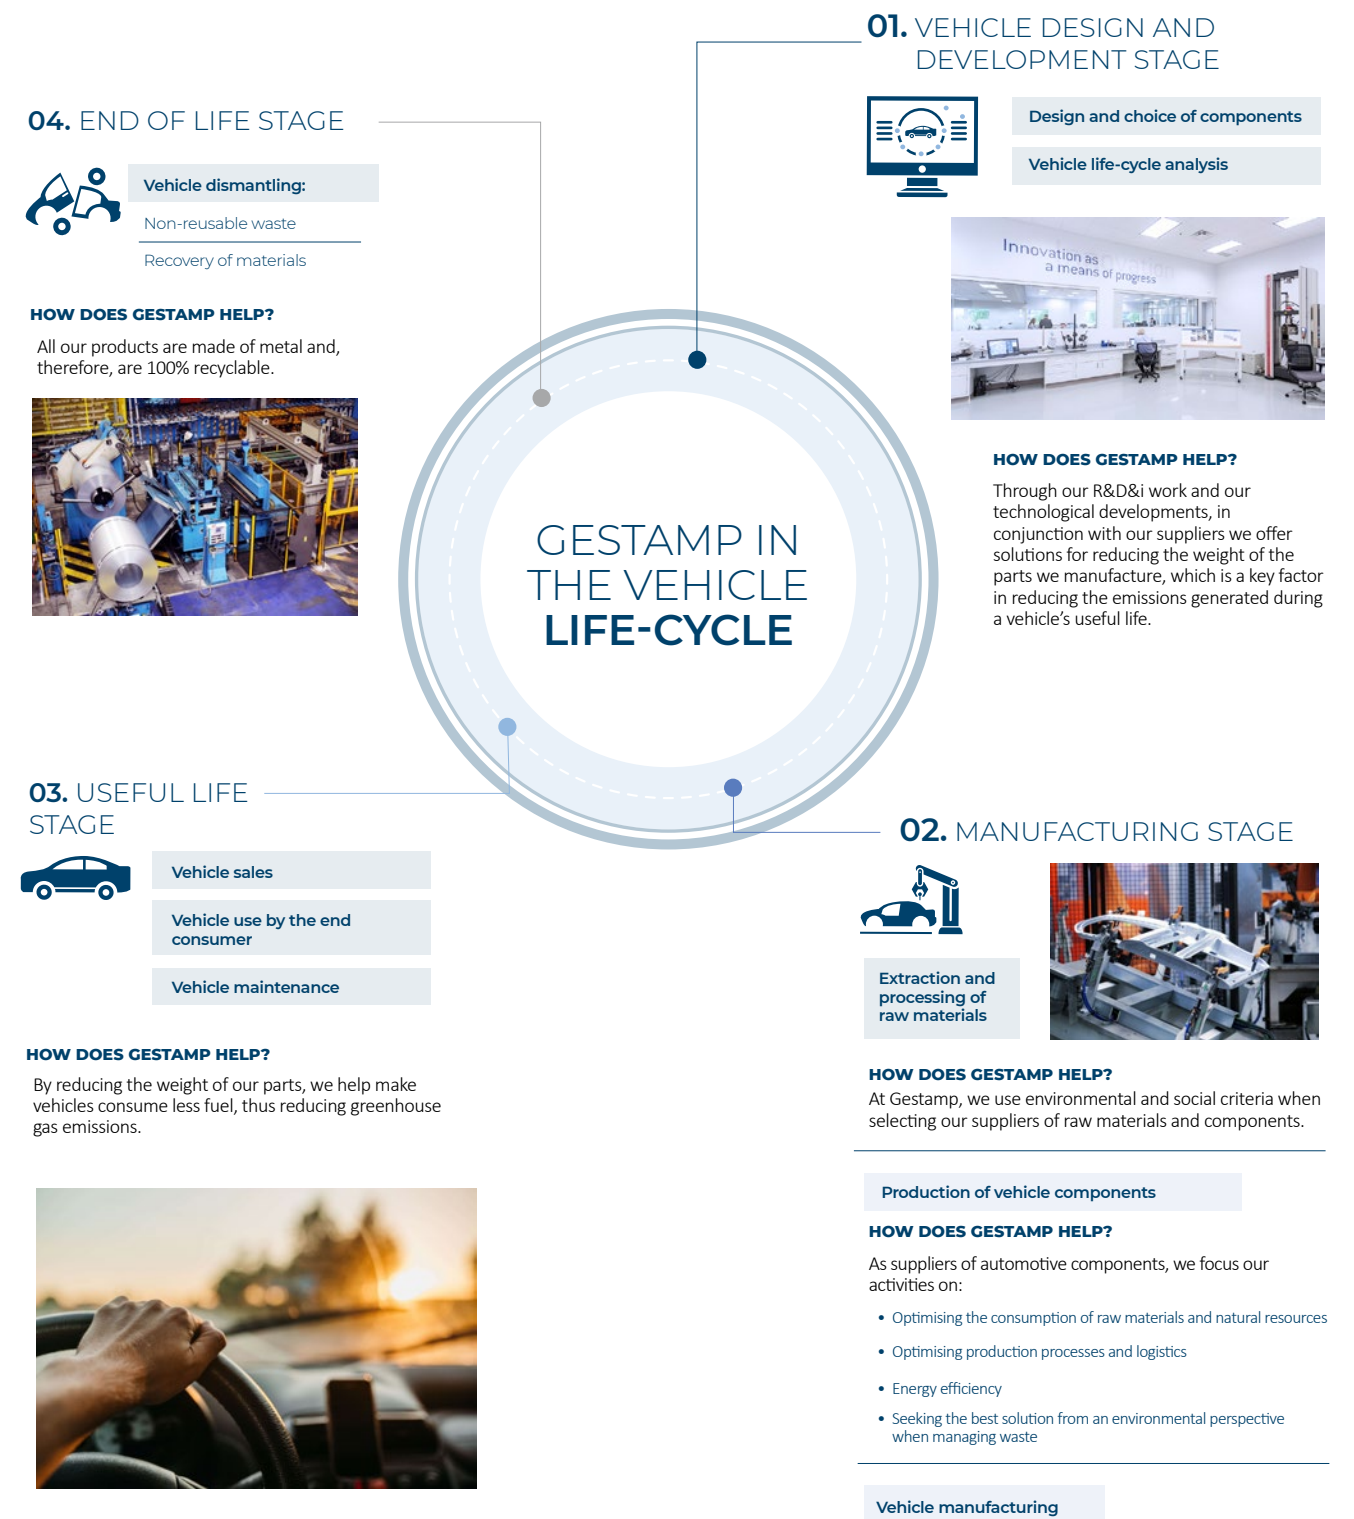 01. VEHICLE DESIGN AND
DEVELOPMENT STAGE
Design and choice of components
Vehicle life-cycle analysis
Innovation as
a means of progress
HOW DOES GESTAMP HELP?
Through our R&D&i work and our
technological developments, in
conjunction with our suppliers we offer
solutions for reducing the weight of the
parts we manufacture, which is a key factor
in reducing the emissions generated during
a vehicle's useful life.
04. END OF LIFE STAGE
Vehicle dismantling:
Non-reusable waste
Recovery of materials
HOW DOES GESTAMP HELP?
All our products are made of metal and,
therefore, are 100% recyclable.
GESTAMP IN
THE VEHICLE
LIFE-CYCLE
03. USEFUL LIFE
STAGE
Vehicle sales
Vehicle use by the end
consumer
Vehicle maintenance
HOW DOES GESTAMP HELP?
By reducing the weight of our parts, we help make
vehicles consume less fuel, thus reducing greenhouse
gas emissions.
02. MANUFACTURING STAGE
Extraction and
processing of
raw materials
HOW DOES GESTAMP HELP?
At Gestamp, we use environmental and social criteria when
selecting our suppliers of raw materials and components.
Production of vehicle components
HOW DOES GESTAMP HELP?
As suppliers of automotive components, we focus our
activities on:
• Optimising the consumption of raw materials and natural resources
• Optimising production processes and logistics
• Energy efficiency
• Seeking the best solution from an environmental perspective
when managing waste
Vehicle manufacturing